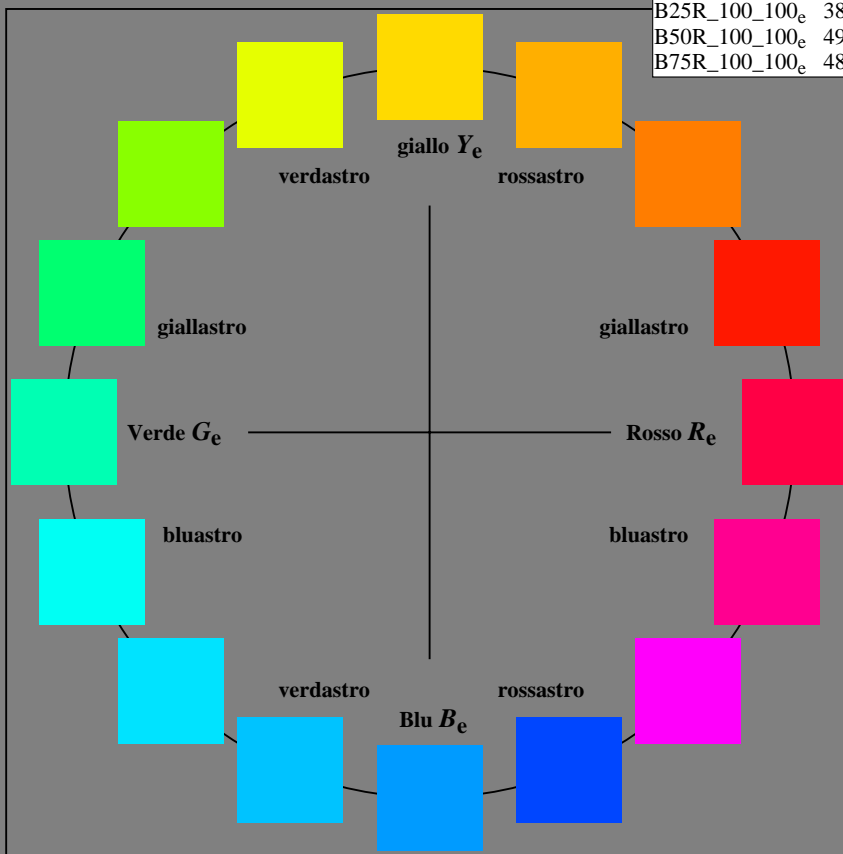 B25R_100_100e 38
B50R_100_100e 49
B75R_100_100e 48
giallo Ye
verdastro rossastro
giallastro giallastro
Verde Ge Rosso Re
bluastro bluastro
verdastro rossastro
Blu Be